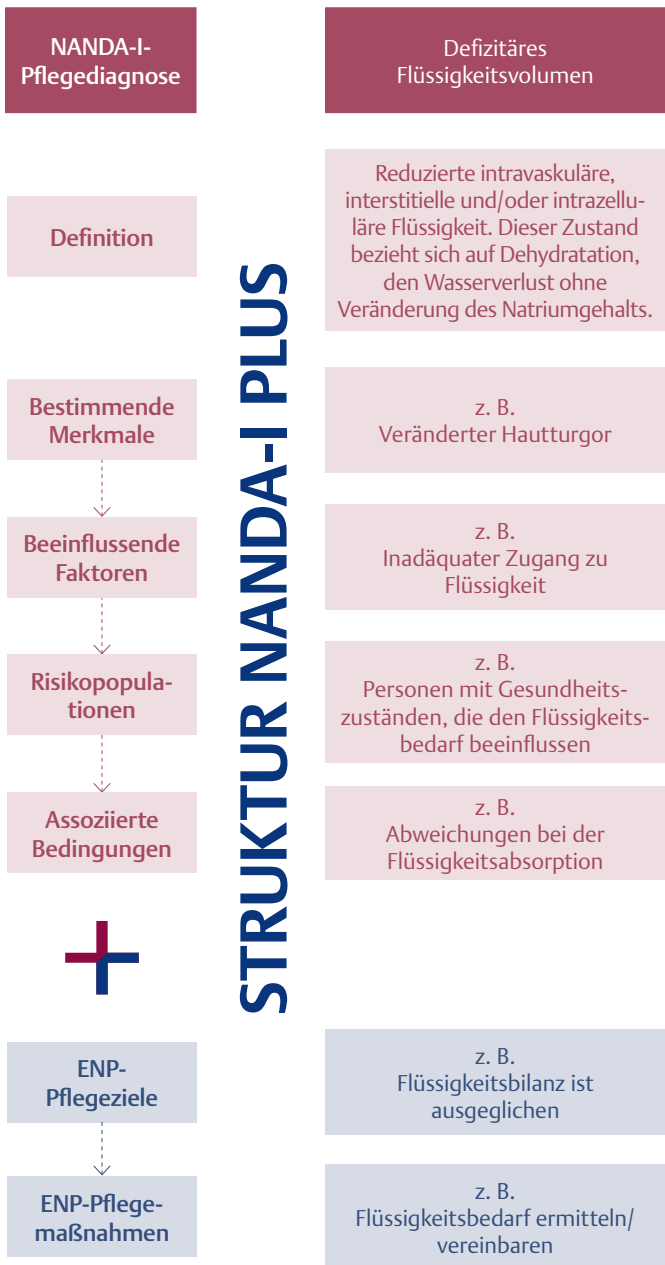 NANDA-I-
Pflegediagnose
Defizitäres
Flüssigkeitsvolumen
STRUKTUR NANDA-I PLUS
Definition
Reduzierte intravaskuläre,
interstitielle und/oder intrazellu-
läre Flüssigkeit. Dieser Zustand
bezieht sich auf Dehydratation,
den Wasserverlust ohne
Veränderung des Natriumgehalts.
Bestimmende
Merkmale
z. B.
Veränderter Hautturgor
Beeinflussende
Faktoren
z. B.
Inadäquater Zugang zu
Flüssigkeit
Risikopopula-
tionen
z. B.
Personen mit Gesundheits-
zuständen, die den Flüssigkeits-
bedarf beeinflussen
Assoziierte
Bedingungen
z. B.
Abweichungen bei der
Flüssigkeitsabsorption
ENP-
Pflegeziele
z. B.
Flüssigkeitsbilanz ist
ausgeglichen
ENP-Pflege-
maßnahmen
z. B.
Flüssigkeitsbedarf ermitteln/
vereinbaren